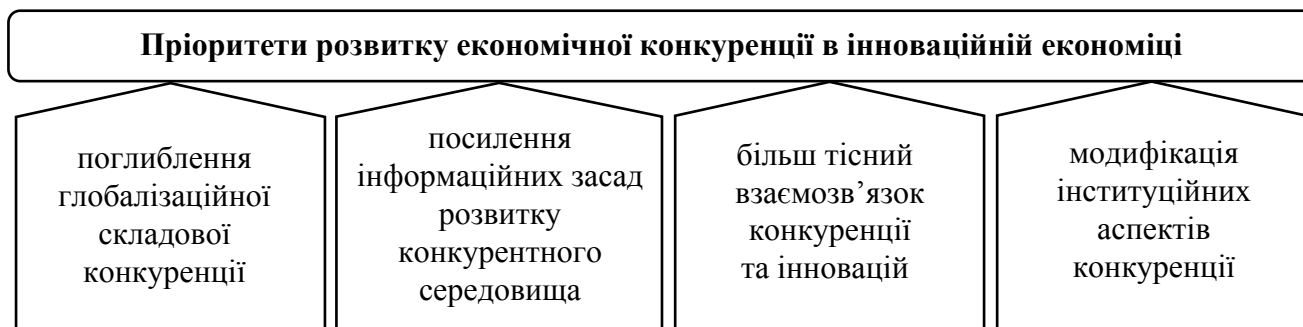 Пріоритети розвитку економічної конкуренції в інноваційній економіці
поглиблення
глобалізаційної
складової
конкуренції
посилення
інформаційних засад
розвитку
конкурентного
середовища
більш тісний
взаємозв’язок
конкуренції
та інновацій
модифікація
інституційних
аспектів
конкуренції